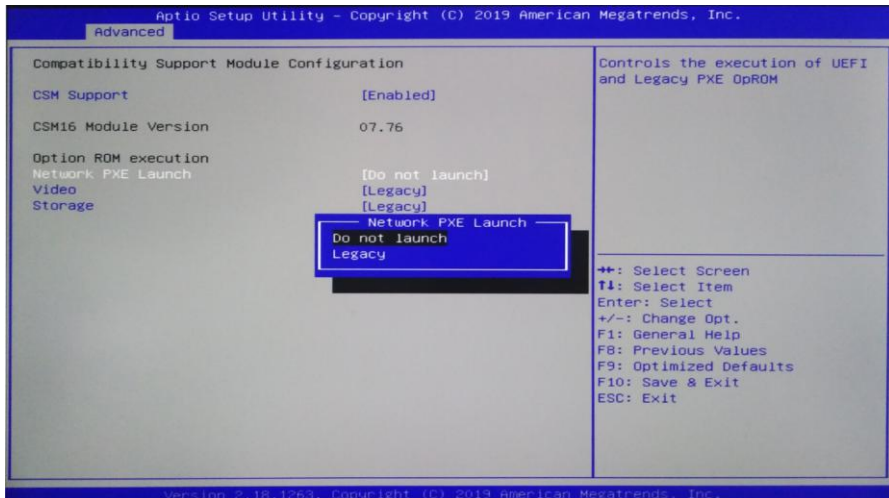 Aptio Setup Utility - Copyright (C) 2019 American Megatrends, Inc.
Advanced
Compatibility Support Module Configuration
CSM Support [Enabled]
CSM16 Module Version 07.76
Option ROM execution
Network PXE Launch [Do not launch]
Video [Legacy]
Storage [Legacy]
Network PXE Launch
Do not launch
Legacy
Controls the execution of UEFI
and Legacy PXE OpROM
→←: Select Screen
↑↓: Select Item
Enter: Select
+/-: Change Opt.
F1: General Help
F8: Previous Values
F9: Optimized Defaults
F10: Save & Exit
ESC: Exit
Version 2.18.1263. Copyright (C) 2019 American Megatrends, Inc.